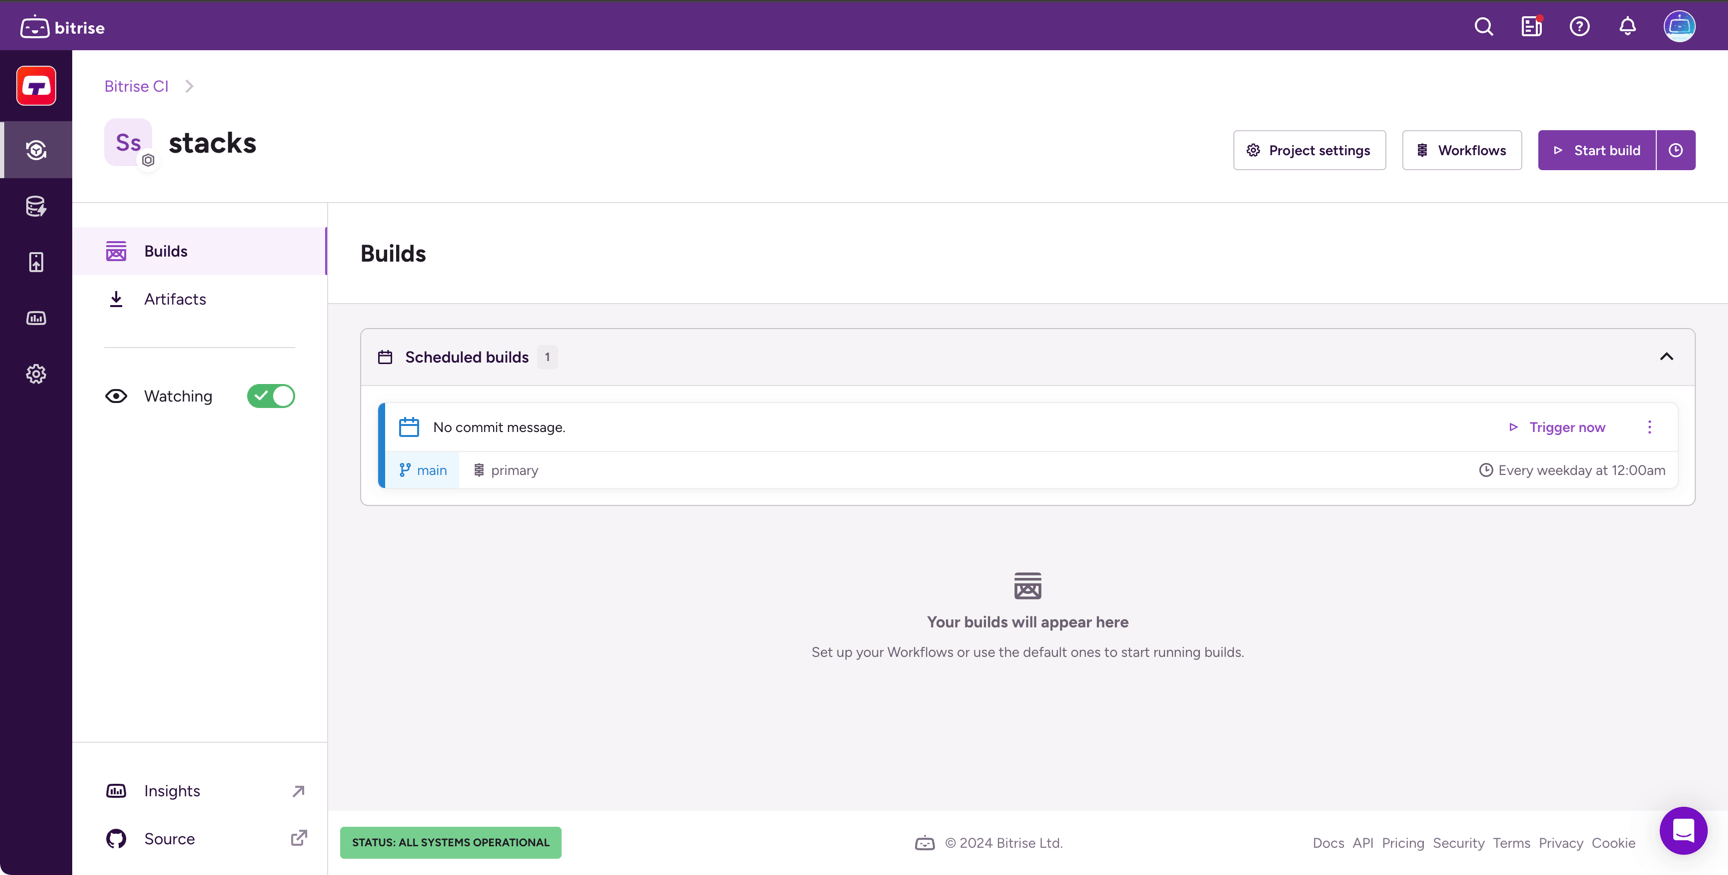 bitrise
Bitrise CI
Ss
stacks
Project settings
Workflows
Start build
Builds
Artifacts
Watching
Builds
Scheduled builds 1
No commit message.
Trigger now
main
primary
Every weekday at 12:00am
Your builds will appear here
Set up your Workflows or use the default ones to start running builds.
Insights
Source
STATUS: ALL SYSTEMS OPERATIONAL
© 2024 Bitrise Ltd.
Docs API Pricing Security Terms Privacy Cookie